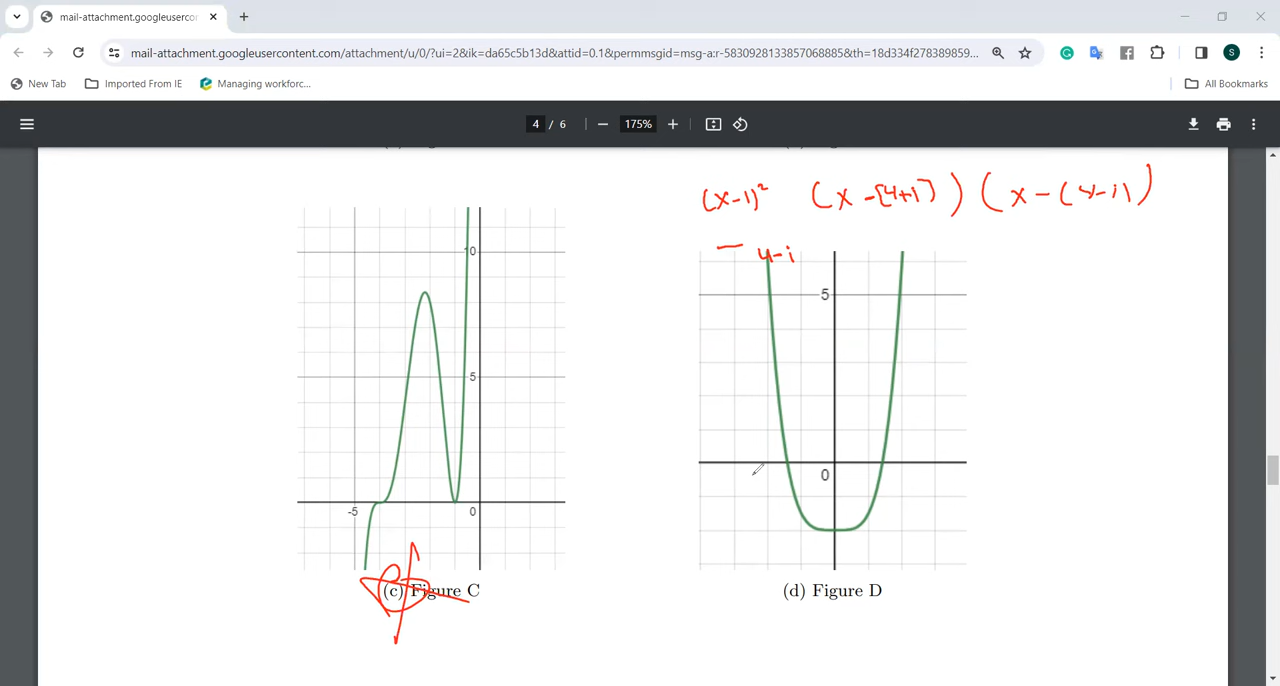 mail-attachment.googleusercor
mail-attachment.googleusercontent.com/attachment/u/0/?ui=2&ik=da65c5b13d&attid=0.1&permmsgid=msg-a:r-5830928133857068885&th=18d334f278389859...
S
New Tab
Imported From IE
Managing workforc...
All Bookmarks
4 / 6
175%
(x-1)² (x-[4+i]) (x-(4-i))
4-i
10
5
-5
0
5
0
(c) Figure C
(d) Figure D